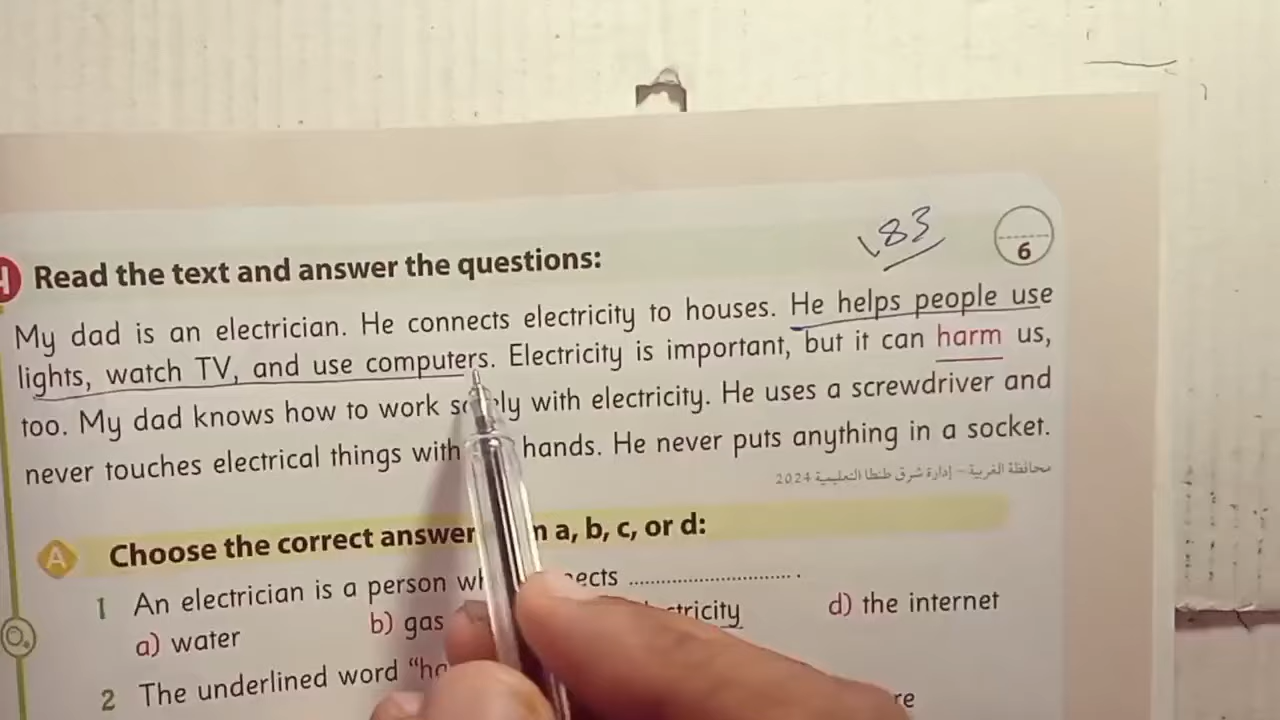 83
6
H Read the text and answer the questions:
My dad is an electrician. He connects electricity to houses. He helps people use
lights, watch TV, and use computers. Electricity is important, but it can harm us,
too. My dad knows how to work with electricity. He uses a screwdriver and
never touches electrical things with hands. He never puts anything in a socket.
محافظة الغربية – إدارة شرق طنطا التعليمية 2024
A Choose the correct answer a, b, c, or d:
1 An electrician is a person .............................. .
a) water b) gas d) the internet
2 The underlined word